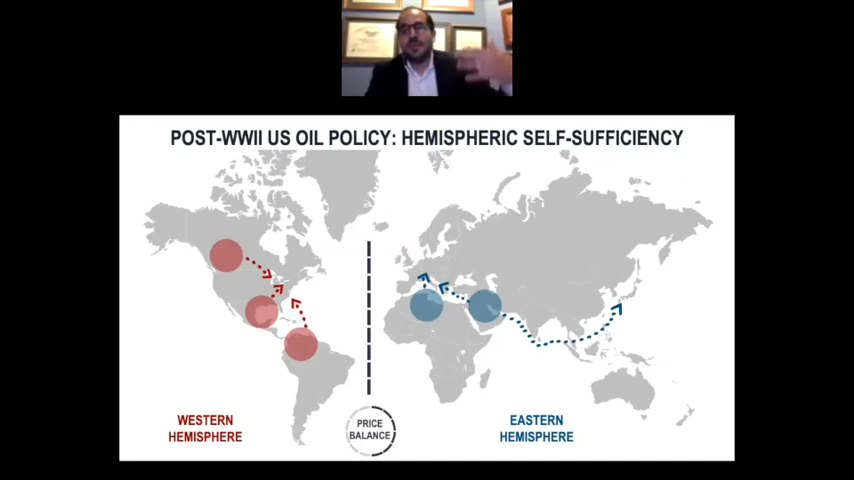 POST-WWII US OIL POLICY: HEMISPHERIC SELF-SUFFICIENCY
WESTERN
HEMISPHERE
PRICE
BALANCE
EASTERN
HEMISPHERE